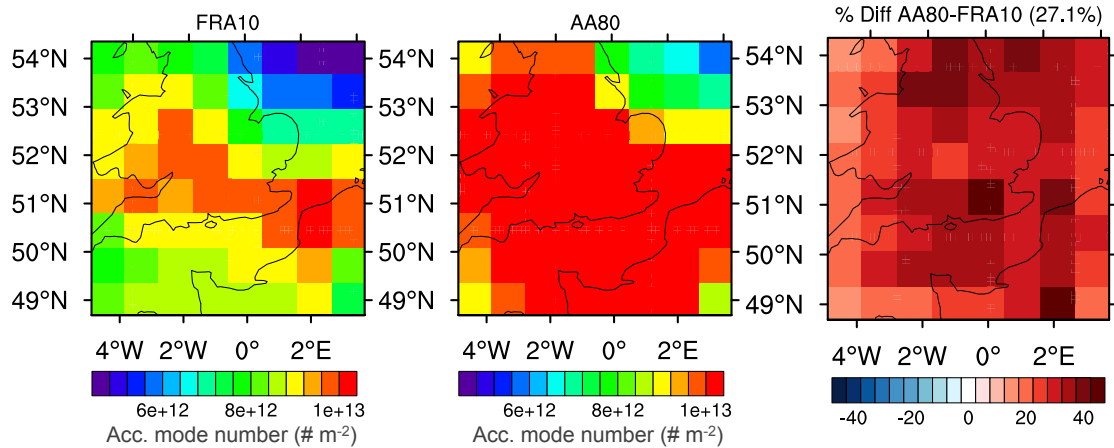 FRA10
AA80
% Diff AA80-FRA10 (27.1%)
54°N
53°N
52°N
51°N
50°N
49°N
4°W 2°W 0° 2°E
6e+12 8e+12 1e+13
Acc. mode number (# m-2)
54°N
53°N
52°N
51°N
50°N
49°N
4°W 2°W 0° 2°E
6e+12 8e+12 1e+13
Acc. mode number (# m-2)
54°N
53°N
52°N
51°N
50°N
49°N
4°W 2°W 0° 2°E
-40 -20 0 20 40